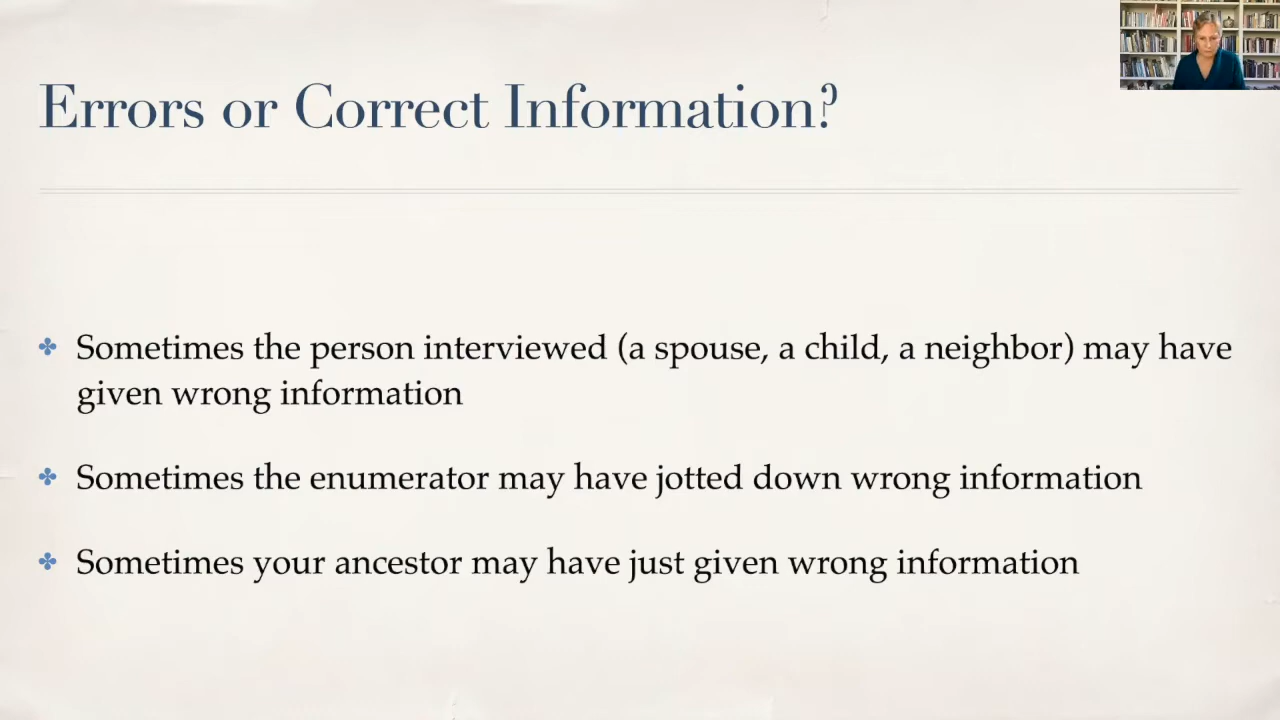 Errors or Correct Information?
Sometimes the person interviewed (a spouse, a child, a neighbor) may have
given wrong information
Sometimes the enumerator may have jotted down wrong information
Sometimes your ancestor may have just given wrong information